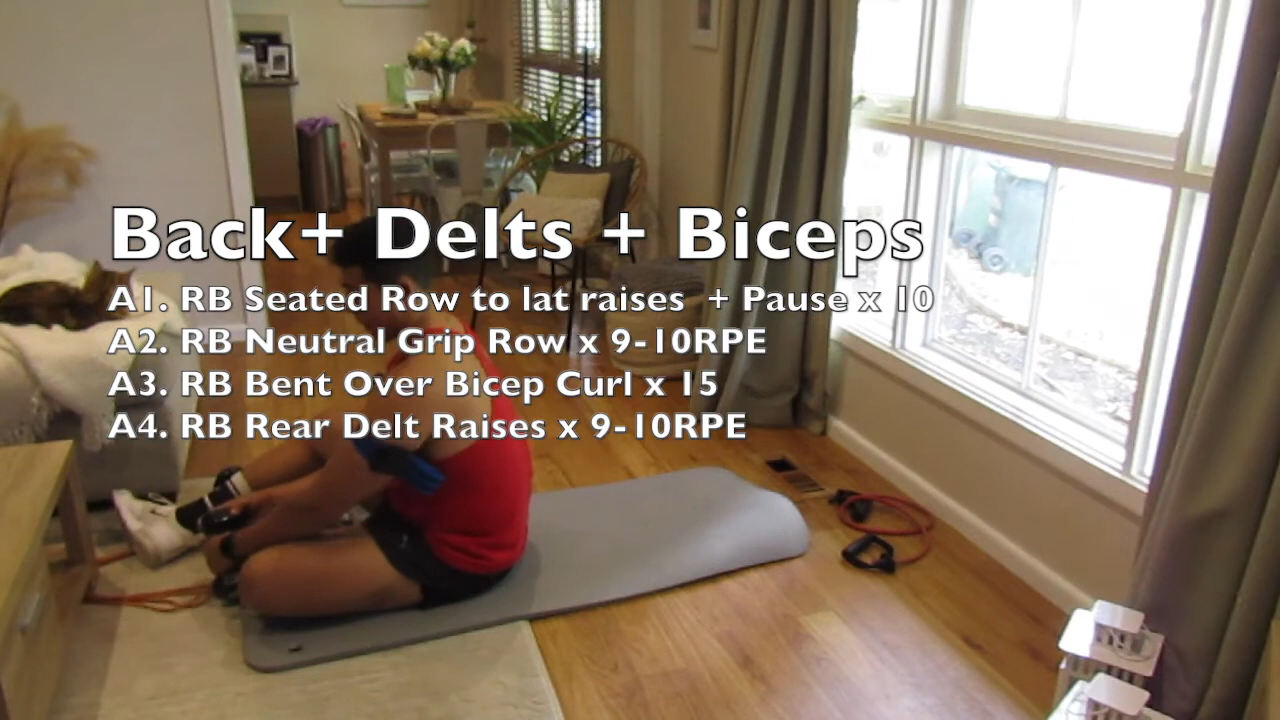 Back+ Delts + Biceps
A1. RB Seated Row to lat raises + Pause x 10
A2. RB Neutral Grip Row x 9-10RPE
A3. RB Bent Over Bicep Curl x 15
A4. RB Rear Delt Raises x 9-10RPE